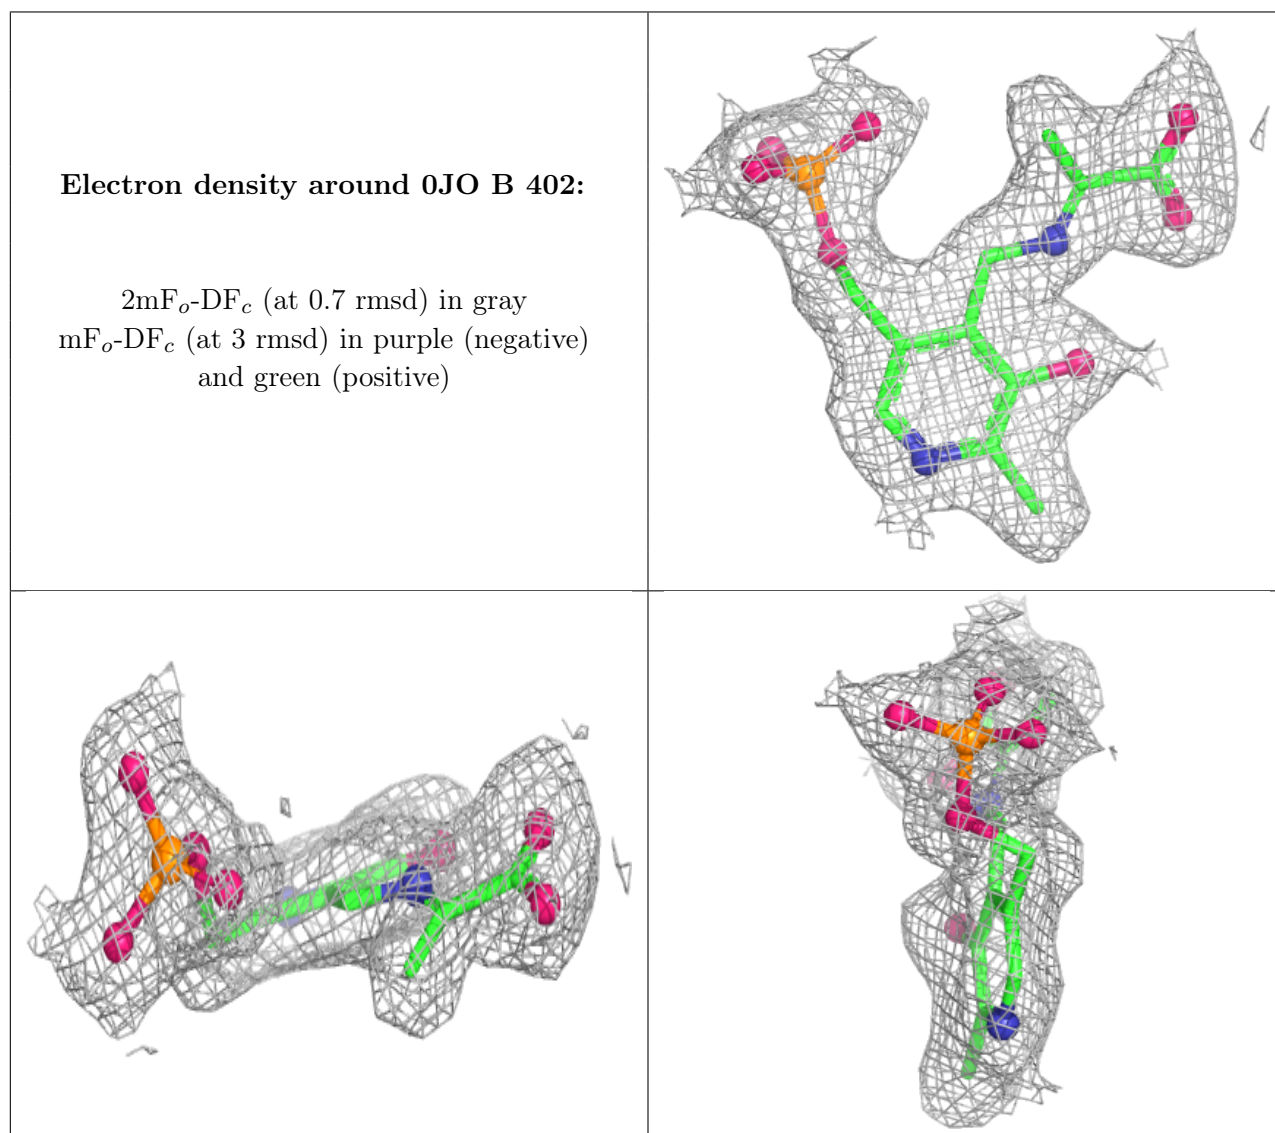 Electron density around 0JO B 402:
2mFo-DFc (at 0.7 rmsd) in gray
mFo-DFc (at 3 rmsd) in purple (negative)
and green (positive)